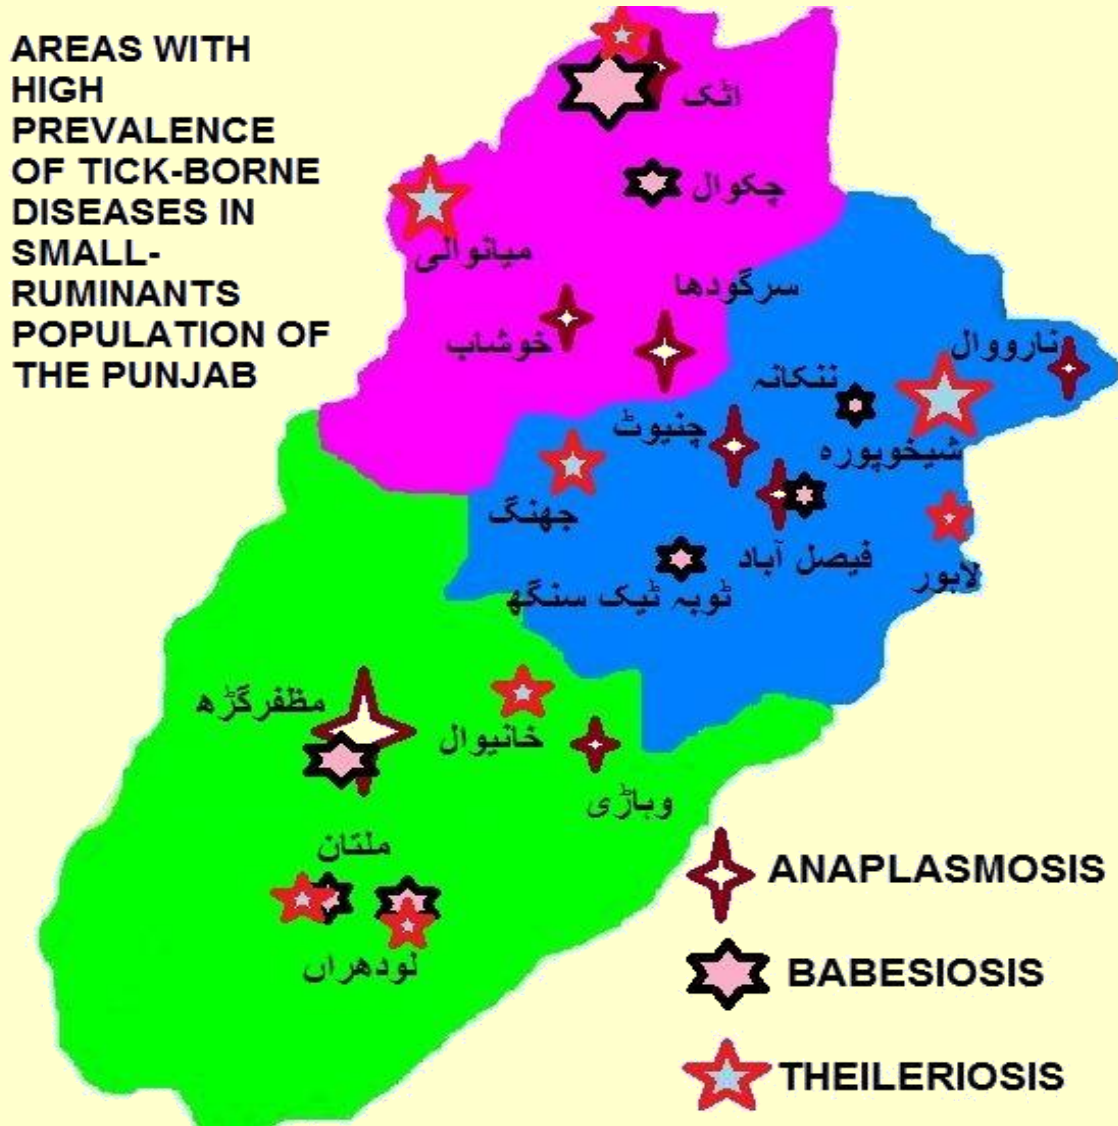 AREAS WITH
HIGH
PREVALENCE
OF TICK-BORNE
DISEASES IN
SMALL-
RUMINANTS
POPULATION OF
THE PUNJAB
اٹک
چکوال
میانوالی
سرگودھا
خوشاب
نارووال
ننکانہ
چنیوٹ
شیخوپورہ
جھنگ
فیصل آباد
لاہور
ٹوبہ ٹیک سنگھ
مظفرگڑھ
خانیوال
وہاڑی
ملتان
لودھراں
ANAPLASMOSIS
BABESIOSIS
THEILERIOSIS